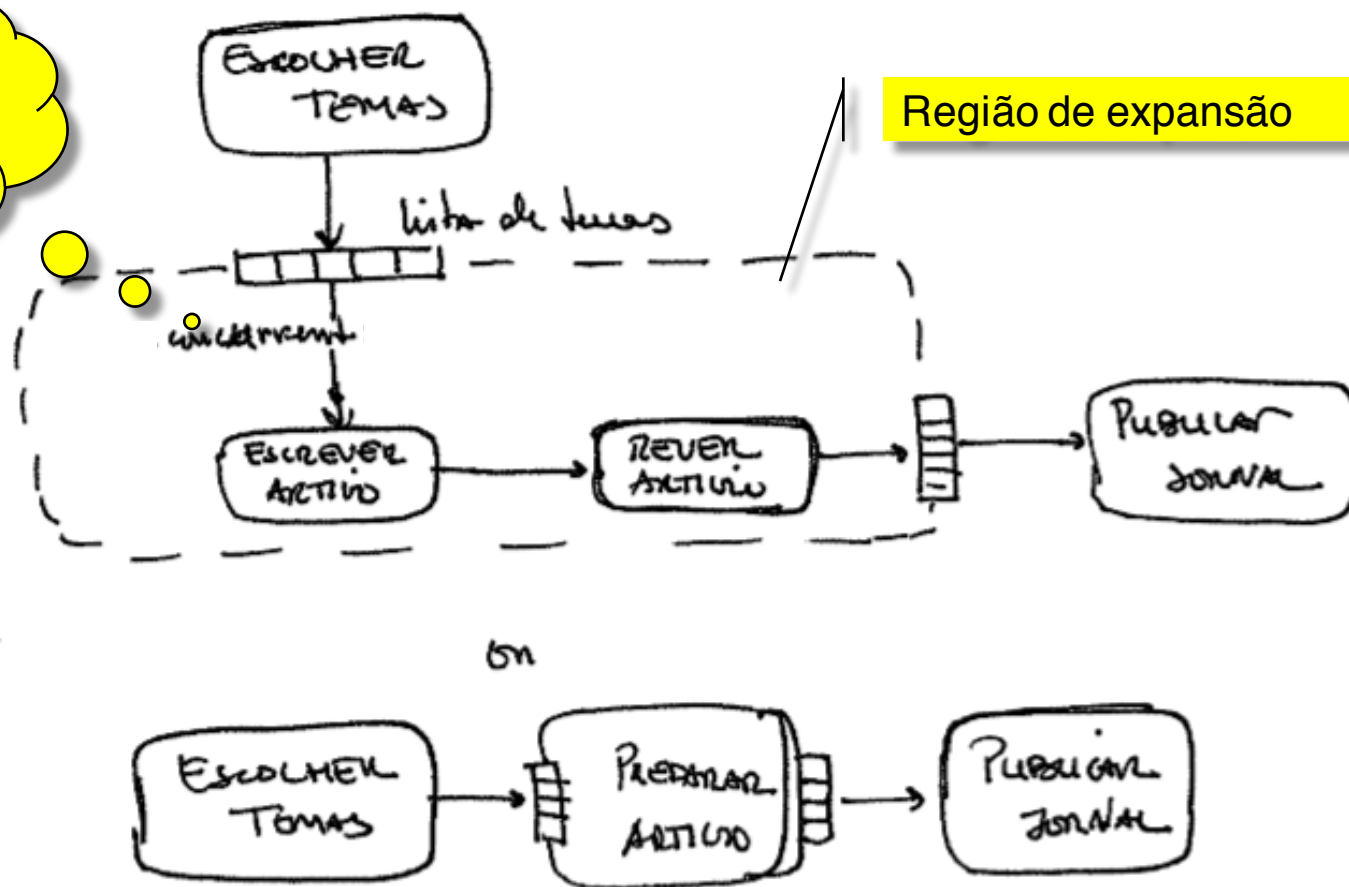 ESCOLHER
TEMAS
Região de expansão
lista de temas
concurrent
ESCREVER
ARTIGO
REVER
ARTIGO
PUBLICAR
JORNAL
ou
ESCOLHER
TEMAS
PREPARAR
ARTIGO
PUBLICAR
JORNAL